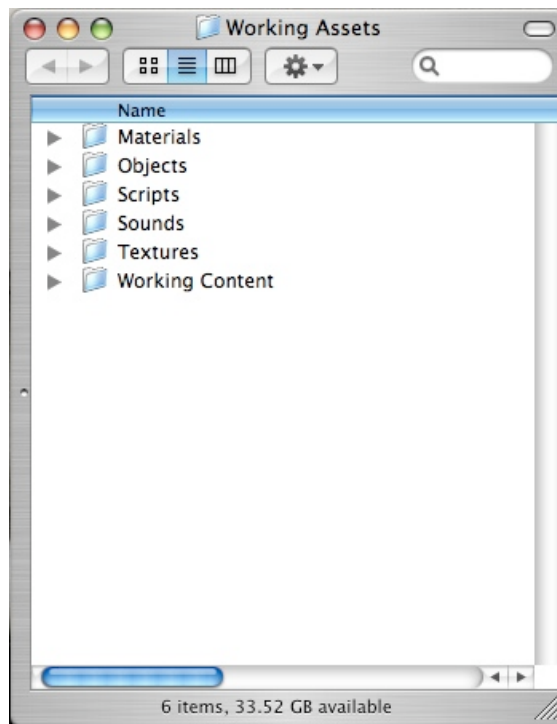 Working Assets
Name
Materials
Objects
Scripts
Sounds
Textures
Working Content
6 items, 33.52 GB available